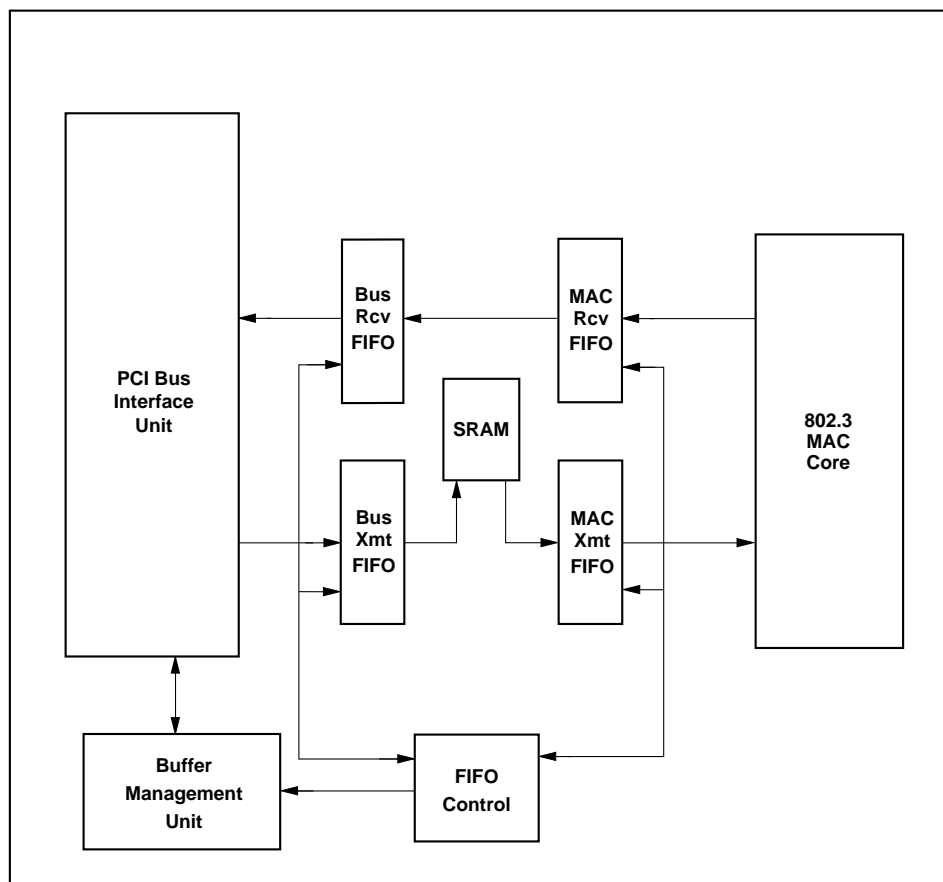 Bus
Rcv
FIFO
MAC
Rcv
FIFO
PCI Bus
Interface
Unit
SRAM
802.3
MAC
Core
Bus
Xmt
FIFO
MAC
Xmt
FIFO
Buffer
Management
Unit
FIFO
Control